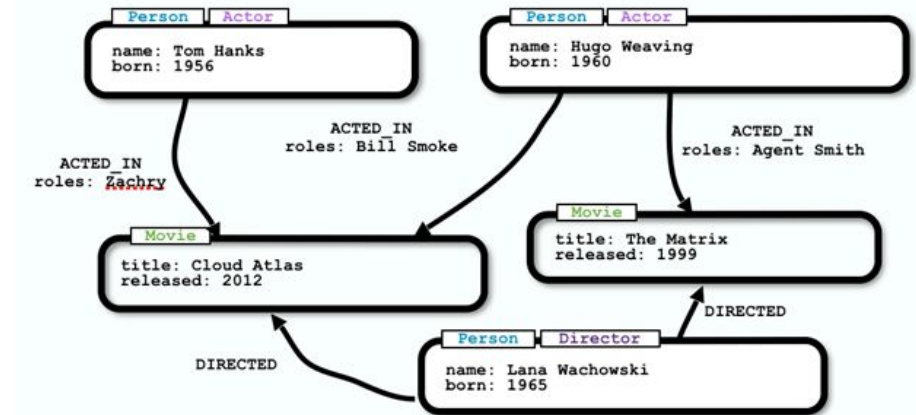 Person Actor
name: Tom Hanks
born: 1956
Person Actor
name: Hugo Weaving
born: 1960
ACTED_IN
roles: Zachry
ACTED_IN
roles: Bill Smoke
ACTED_IN
roles: Agent Smith
Movie
title: Cloud Atlas
released: 2012
Movie
title: The Matrix
released: 1999
DIRECTED
DIRECTED
Person Director
name: Lana Wachowski
born: 1965